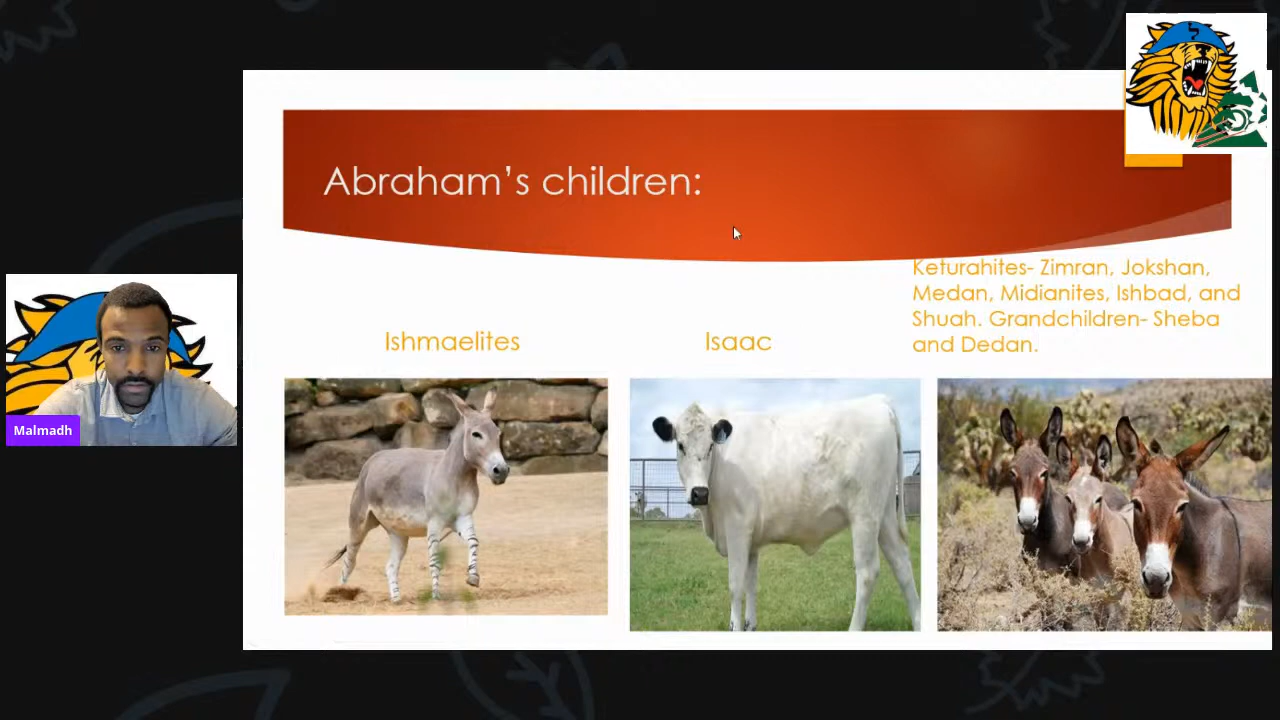 Abraham's children:
Keturahites- Zimran, Jokshan,
Medan, Midianites, Ishbad, and
Shuah. Grandchildren- Sheba
and Dedan.
Ishmaelites
Isaac
Malmadh